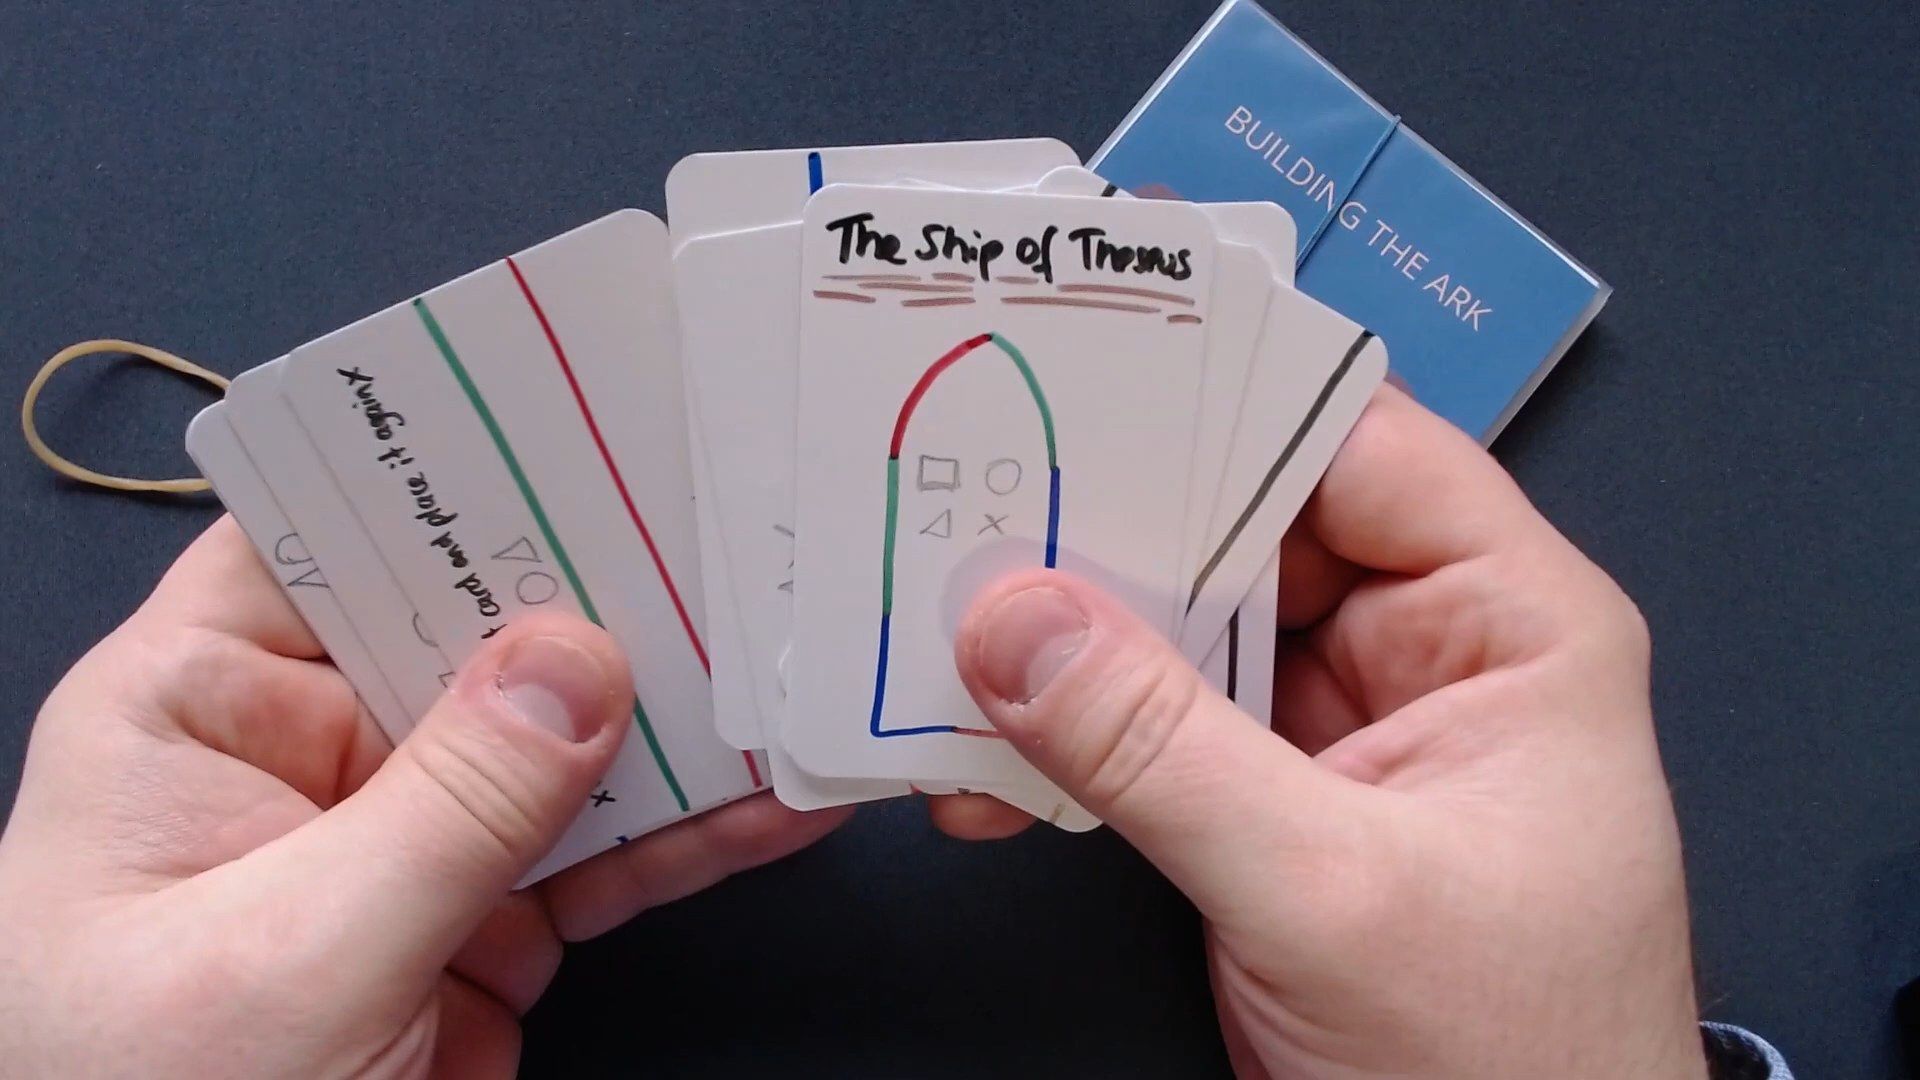 The Ship of Theseus
BUILDING THE ARK
card and place it again